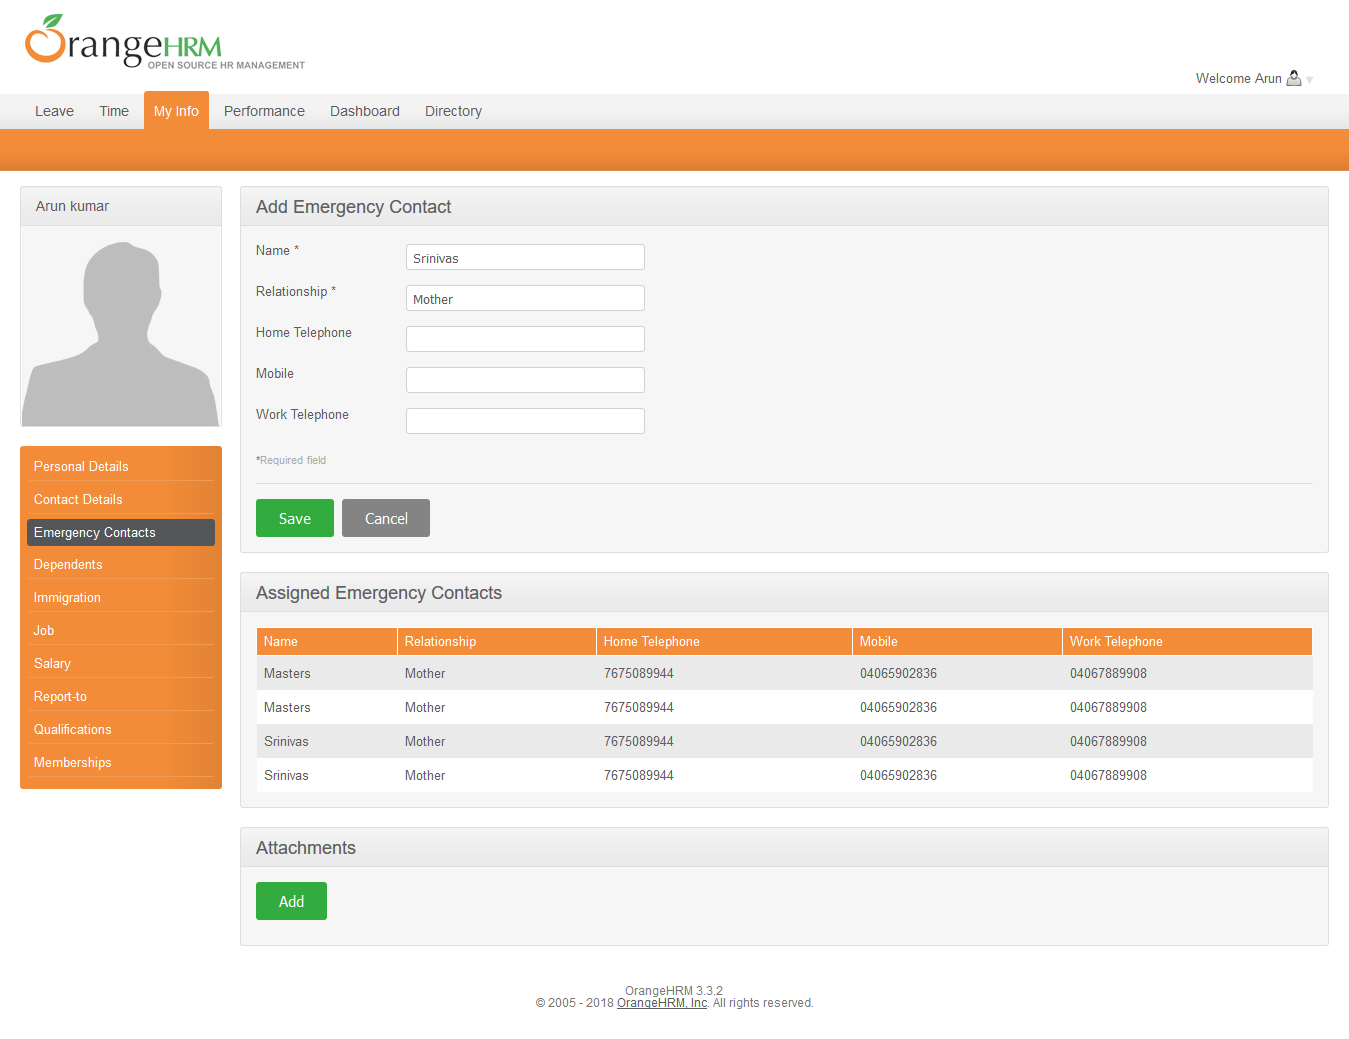 OrangeHRM
OPEN SOURCE HR MANAGEMENT
Welcome Arun
Leave Time My Info Performance Dashboard Directory
Arun kumar
Personal Details
Contact Details
Emergency Contacts
Dependents
Immigration
Job
Salary
Report-to
Qualifications
Memberships
Add Emergency Contact
Name * Srinivas
Relationship * Mother
Home Telephone
Mobile
Work Telephone
*Required field
Save Cancel
Assigned Emergency Contacts
Name Relationship Home Telephone Mobile Work Telephone
Masters Mother 7675089944 04065902836 04067889908
Masters Mother 7675089944 04065902836 04067889908
Srinivas Mother 7675089944 04065902836 04067889908
Srinivas Mother 7675089944 04065902836 04067889908
Attachments
Add
OrangeHRM 3.3.2
© 2005 - 2018 OrangeHRM, Inc. All rights reserved.